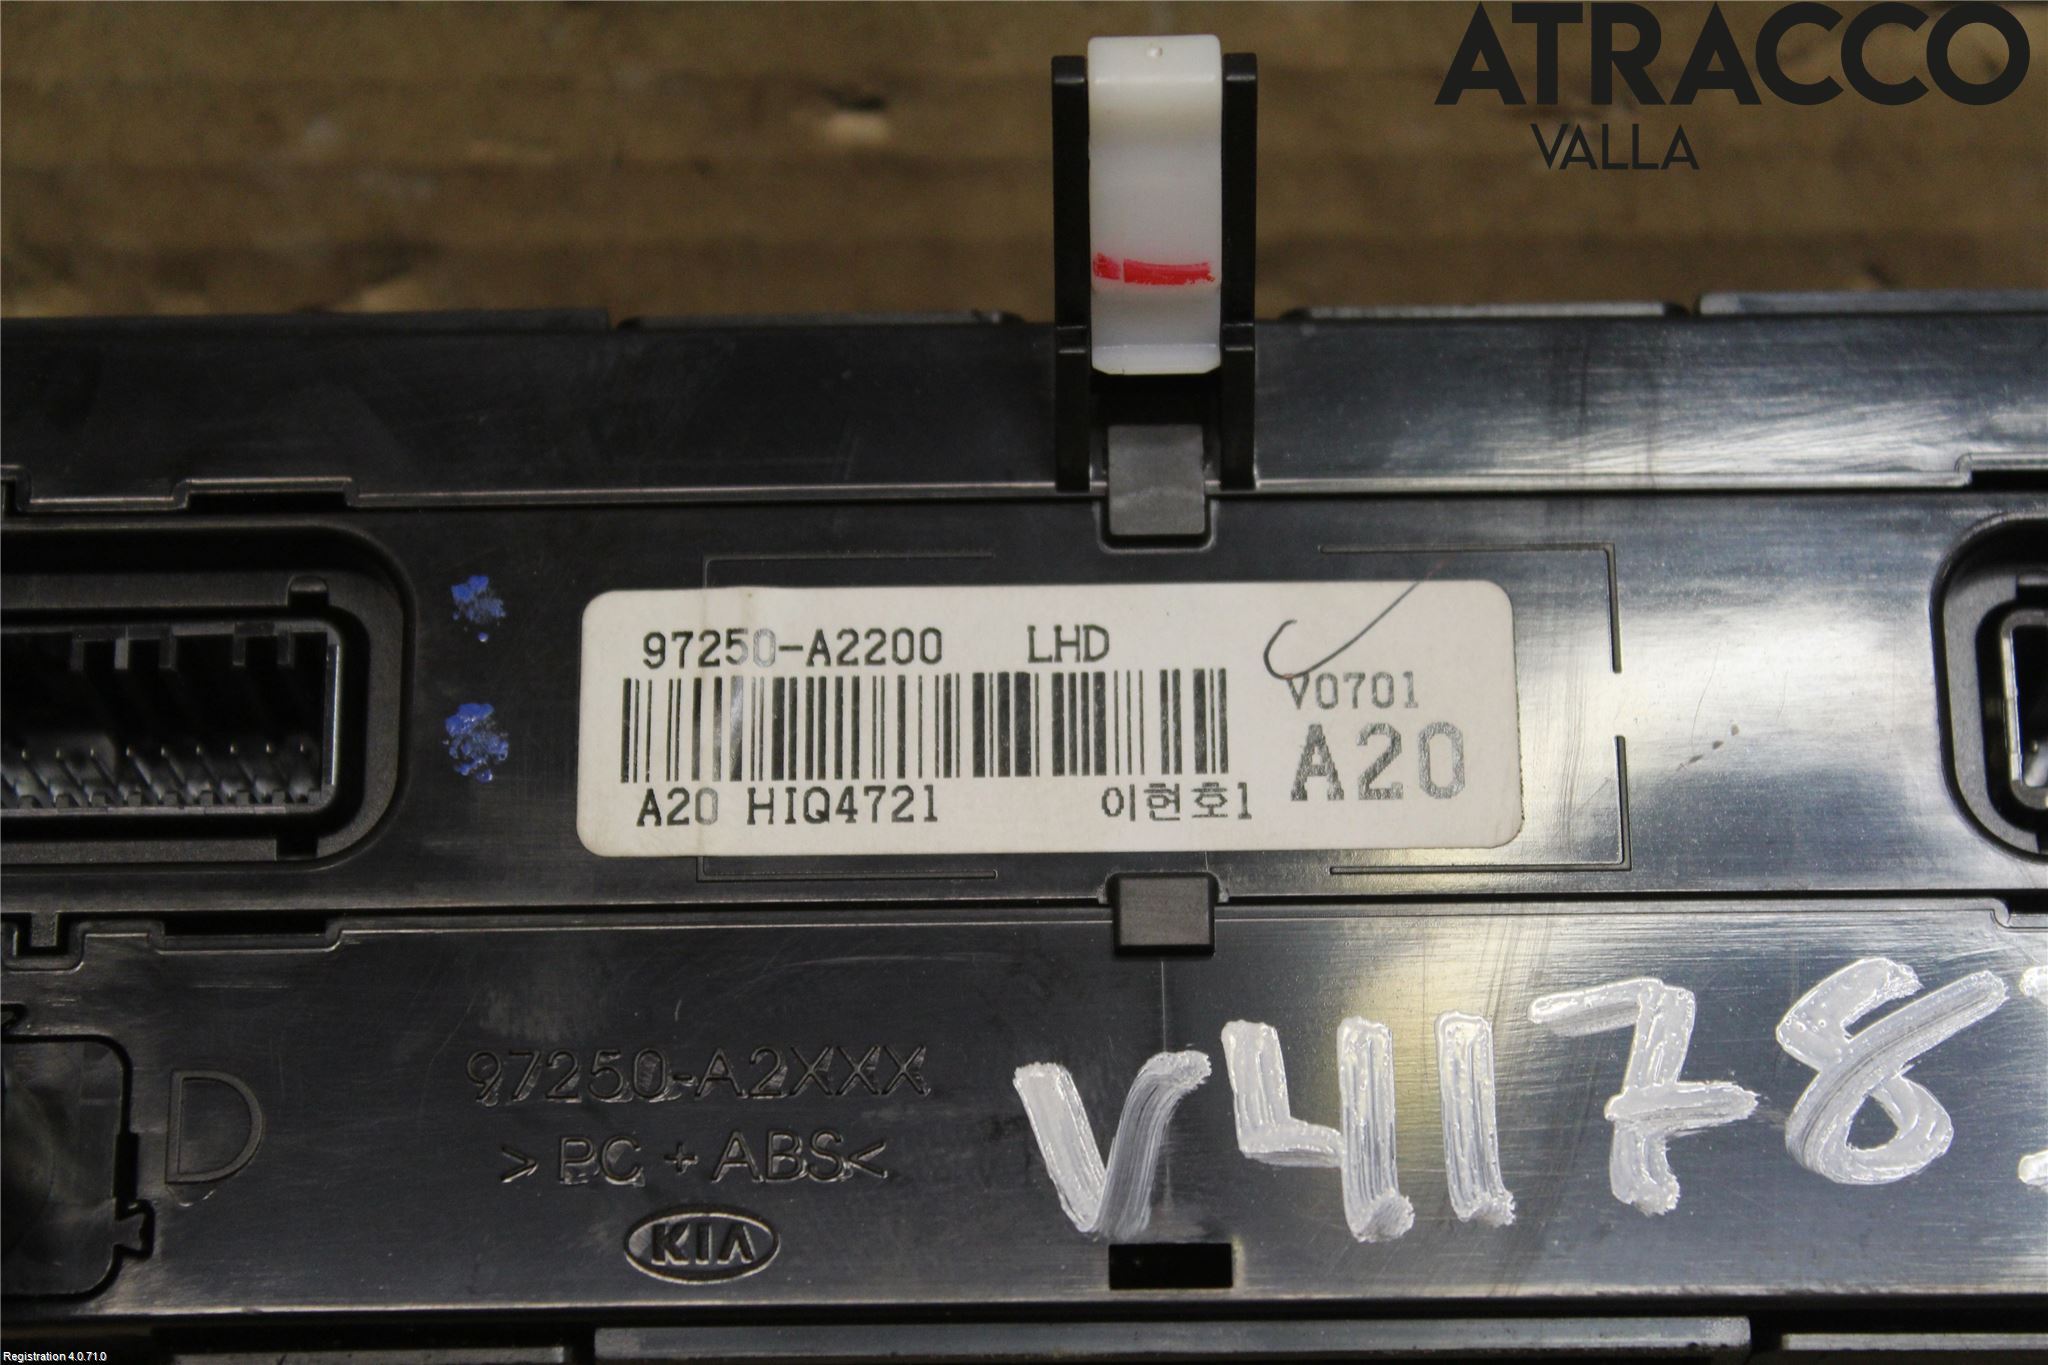 ATRACCO
VALLA
97250-A2200 LHD
V0701
A20
A20 HIQ4721 이현호1
D
97250-A2XXX
>PC + ABS<
KIA
V4178
Registration 4.0.71.0